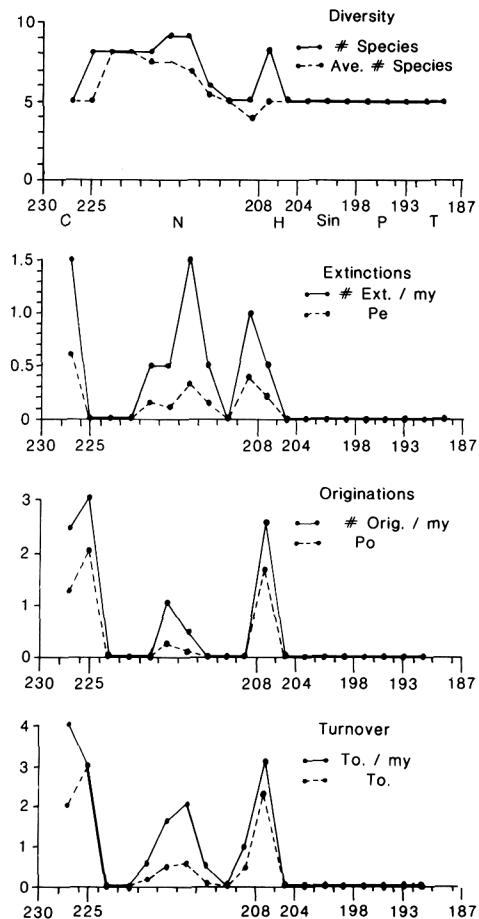 Diversity
# Species
Ave. # Species
10
5
0
230 225 208 204 198 193 187
C N H Sin P T
Extinctions
# Ext. / my
Pe
1.5
1.0
0.5
0
230 225 208 204 198 193 187
Originations
# Orig. / my
Po
3
2
1
0
230 225 208 204 198 193 187
Turnover
To. / my
To.
4
3
2
1
0
230 225 208 204 198 193 187